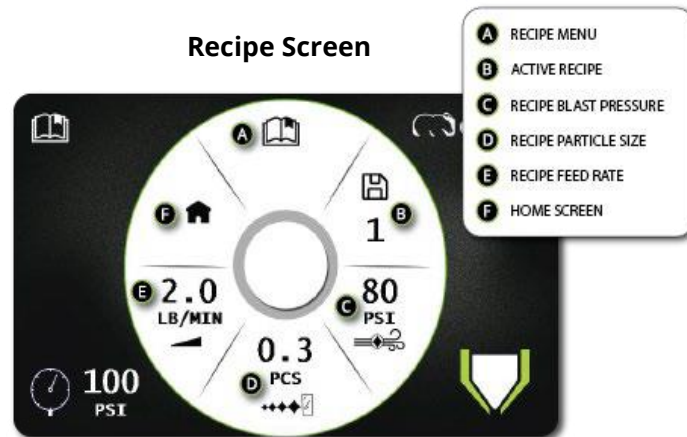 Recipe Screen
A RECIPE MENU
B ACTIVE RECIPE
C RECIPE BLAST PRESSURE
D RECIPE PARTICLE SIZE
E RECIPE FEED RATE
F HOME SCREEN
A
F
B
1
E 2.0
LB/MIN
C 80
PSI
0.3
D PCS
100
PSI